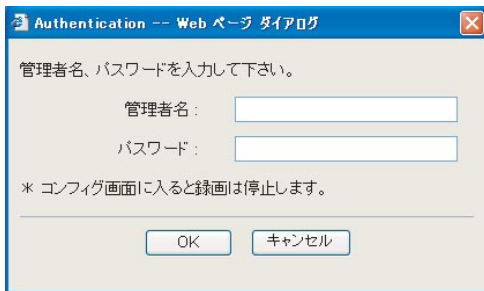 Authentication -- Web ページ ダイアログ
管理者名、パスワードを入力して下さい。
管理者名 :
パスワード :
* コンフィグ画面に入ると録画は停止します。
OK キャンセル